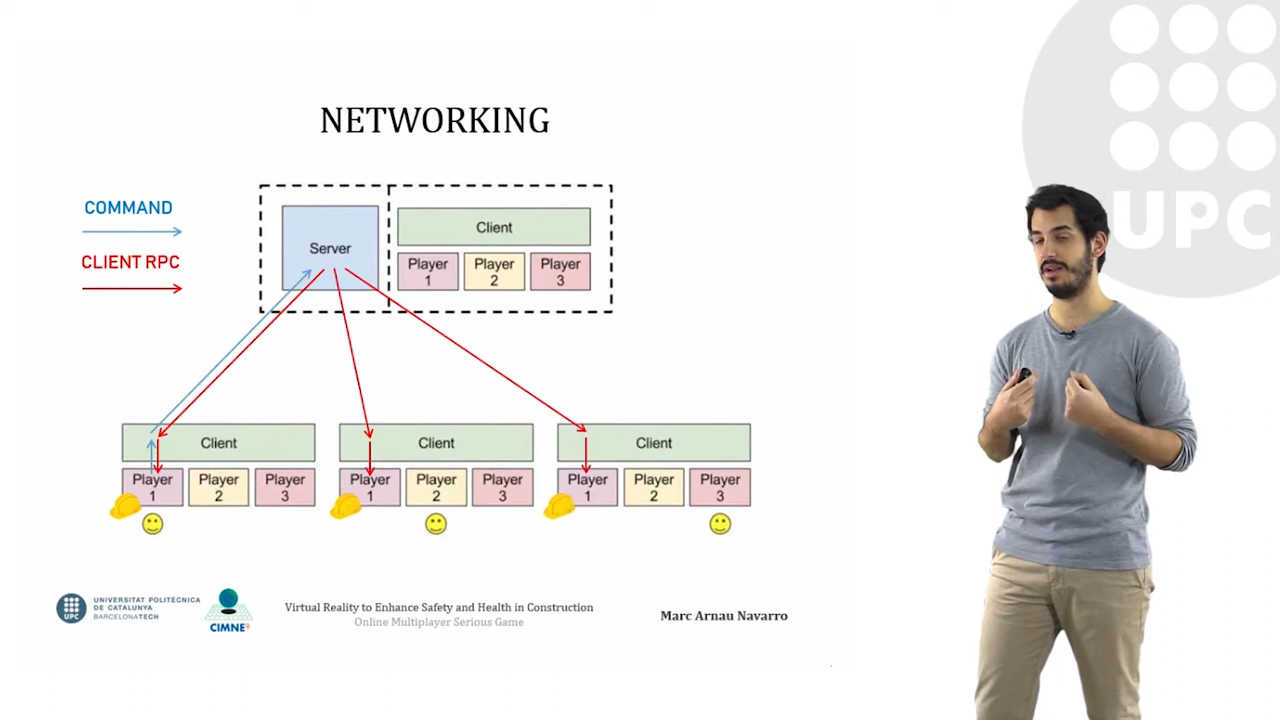 NETWORKING
COMMAND
CLIENT RPC
Server
Client
Player
1
Player
2
Player
3
Client
Player
1
Player
2
Player
3
Client
Player
1
Player
2
Player
3
Client
Player
1
Player
2
Player
3
UPC
UNIVERSITAT POLITÈCNICA
DE CATALUNYA
BARCELONATECH
CIMNE
Virtual Reality to Enhance Safety and Health in Construction
Online Multiplayer Serious Game
Marc Arnau Navarro
UPC